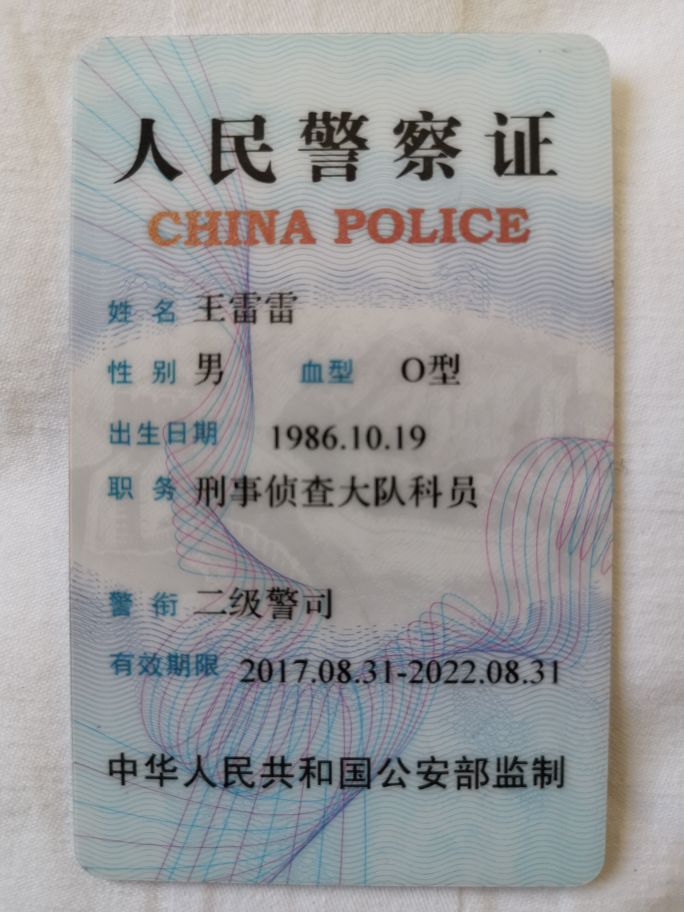 人民警察证
CHINA POLICE
姓名 王雷雷
性别 男 血型 O型
出生日期 1986.10.19
职务 刑事侦查大队科员
警衔 二级警司
有效期限 2017.08.31-2022.08.31
中华人民共和国公安部监制